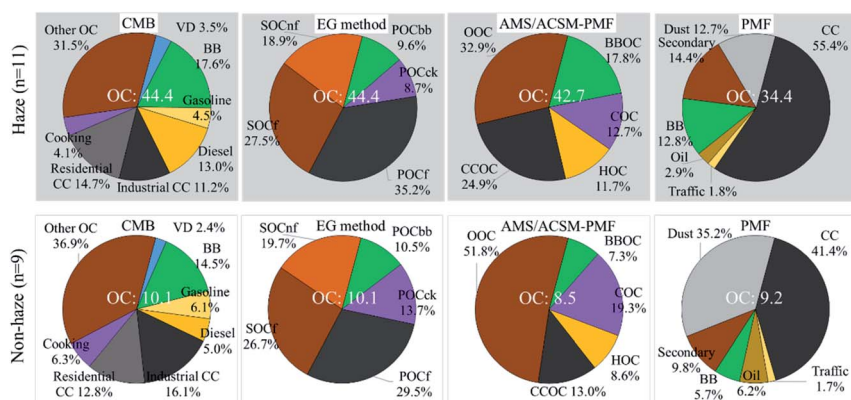 Haze (n=11)
CMB
VD 3.5%
Other OC
31.5%
BB
17.6%
OC: 44.4
Gasoline
4.5%
Cooking
4.1%
Diesel
13.0%
Residential
CC 14.7%
Industrial CC 11.2%
EG method
SOCnf
18.9%
POCbb
9.6%
POCck
8.7%
OC: 44.4
SOCf
27.5%
POCf
35.2%
AMS/ACSM-PMF
OOC
32.9%
BBOC
17.8%
OC: 42.7
COC
12.7%
CCOC
24.9%
HOC
11.7%
PMF
Dust 12.7%
Secondary
14.4%
CC
55.4%
OC: 34.4
BB
12.8%
Oil
2.9%
Traffic 1.8%
Non-haze (n=9)
CMB
VD 2.4%
Other OC
36.9%
BB
14.5%
OC: 10.1
Gasoline
6.1%
Cooking
6.3%
Diesel
5.0%
Residential
CC 12.8%
Industrial CC
16.1%
EG method
SOCnf
19.7%
POCbb
10.5%
OC: 10.1
POCck
13.7%
SOCf
26.7%
POCf
29.5%
AMS/ACSM-PMF
OOC
51.8%
BBOC
7.3%
OC: 8.5
COC
19.3%
HOC
8.6%
CCOC 13.0%
PMF
Dust 35.2%
CC
41.4%
OC: 9.2
Secondary
9.8%
BB
5.7%
Oil
6.2%
Traffic
1.7%